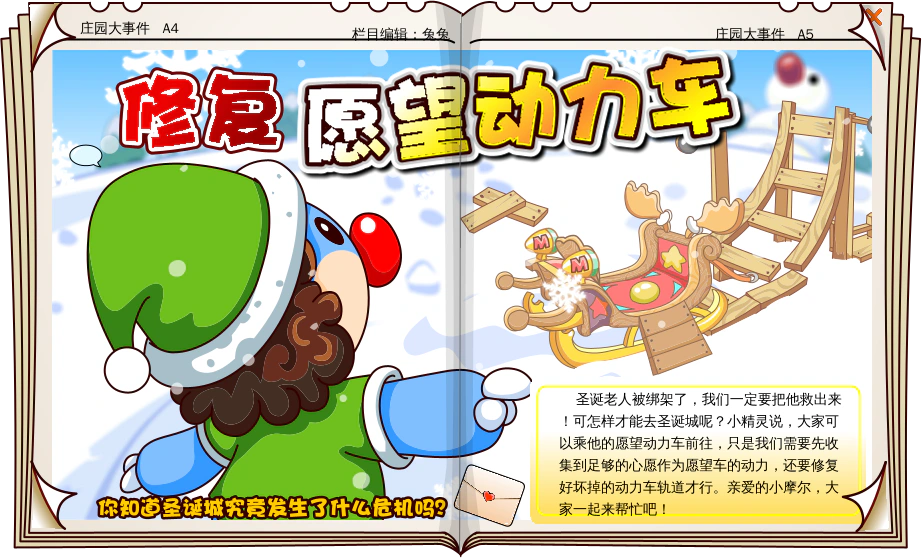 庄园大事件 A4
栏目编辑：兔兔
庄园大事件 A5
修复愿望动力车
M
M
圣诞老人被绑架了，我们一定要把他救出来
！可怎样才能去圣诞城呢？小精灵说，大家可
以乘他的愿望动力车前往，只是我们需要先收
集到足够的心愿作为愿望车的动力，还要修复
好坏掉的动力车轨道才行。亲爱的小摩尔，大
家一起来帮忙吧！
你知道圣诞城究竟发生了什么危机吗？